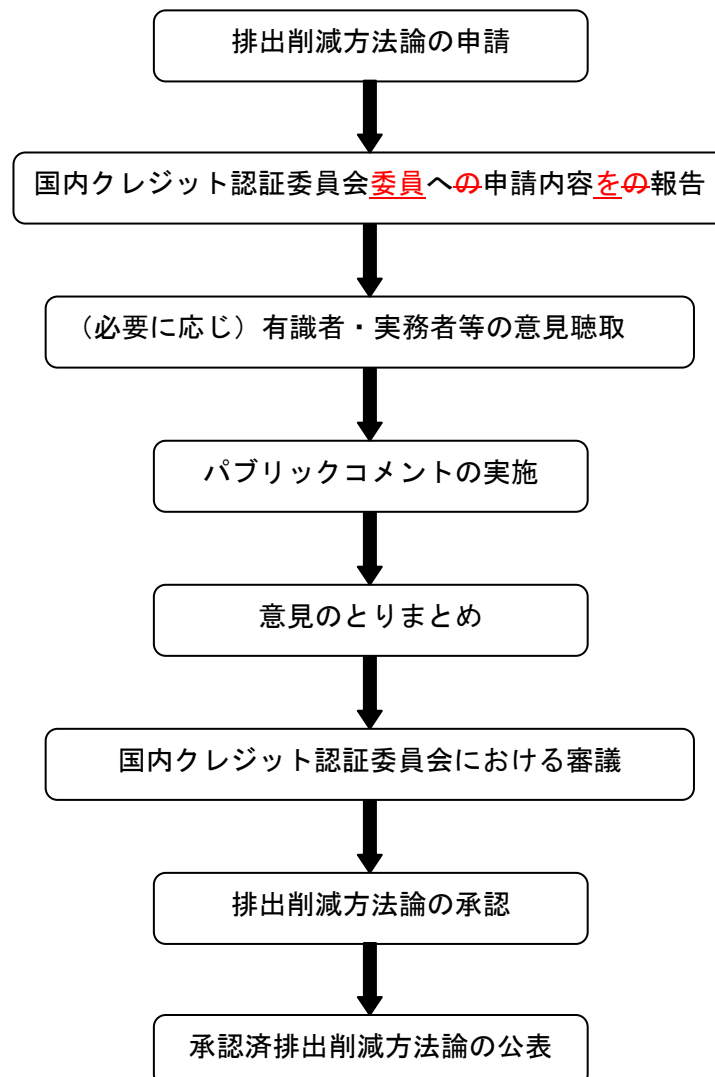 排出削減方法論の申請
国内クレジット認証委員会委員への申請内容をの報告
（必要に応じ）有識者・実務者等の意見聴取
パブリックコメントの実施
意見のとりまとめ
国内クレジット認証委員会における審議
排出削減方法論の承認
承認済排出削減方法論の公表